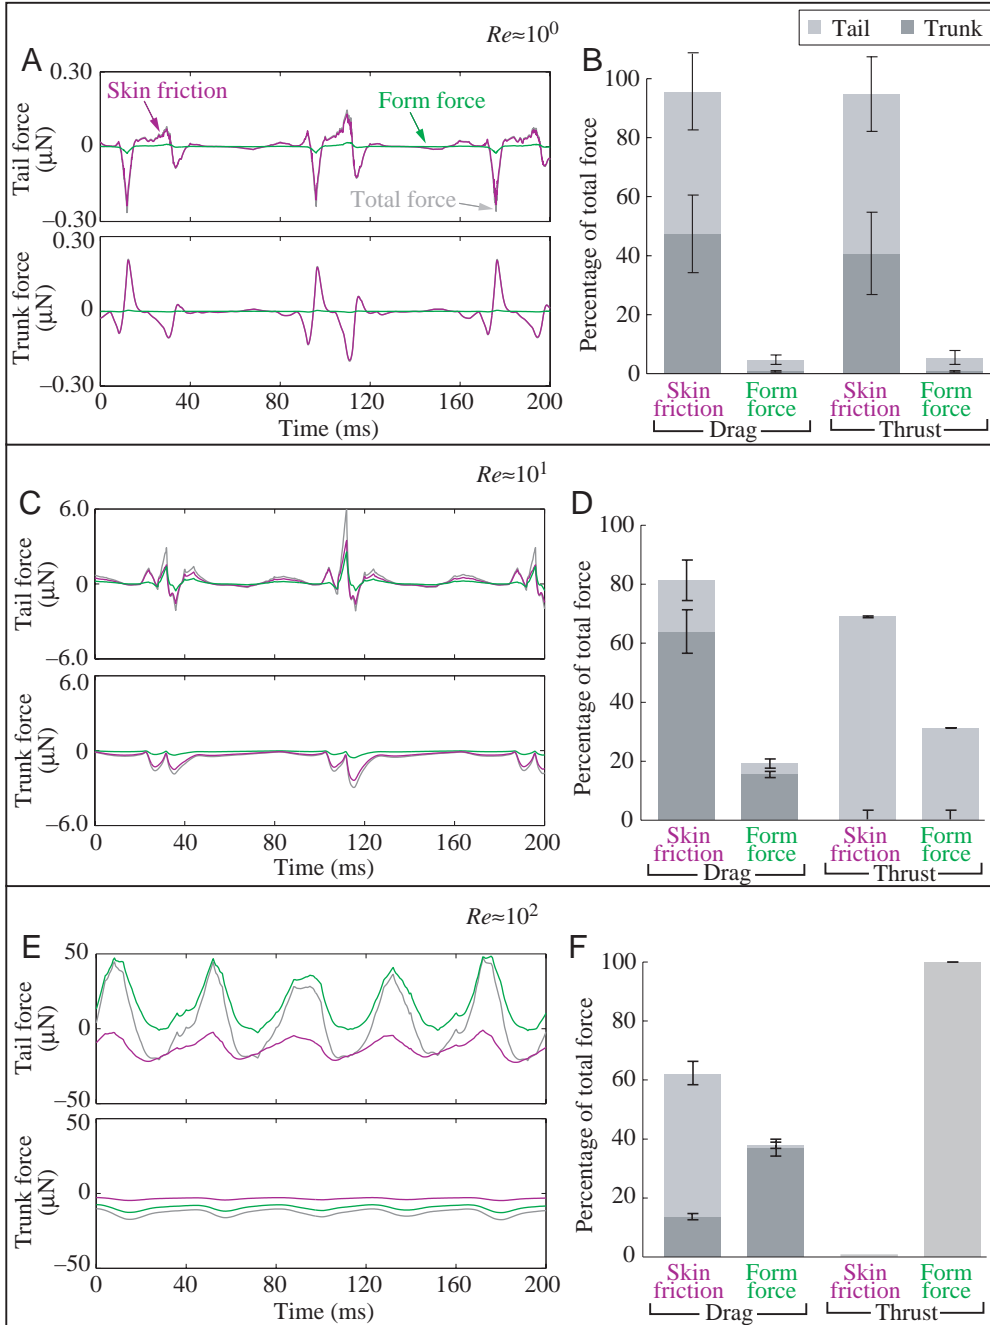 Re≈10⁰
Tail
Trunk
A
0.30
0
–0.30
Tail force
(µN)
Skin friction
Form force
Total force
0.30
0
–0.30
Trunk force
(µN)
0
40
80
120
160
200
Time (ms)
B
100
80
60
40
20
0
Percentage of total force
Skin
friction
Form
force
Skin
friction
Form
force
Drag
Thrust
Re≈10¹
C
6.0
0
–6.0
Tail force
(µN)
6.0
0
–6.0
Trunk force
(µN)
0
40
80
120
160
200
Time (ms)
D
100
80
60
40
20
0
Percentage of total force
Skin
friction
Form
force
Skin
friction
Form
force
Drag
Thrust
Re≈10²
E
50
0
–50
Tail force
(µN)
50
0
–50
Trunk force
(µN)
0
40
80
120
160
200
Time (ms)
F
100
80
60
40
20
0
Percentage of total force
Skin
friction
Form
force
Skin
friction
Form
force
Drag
Thrust